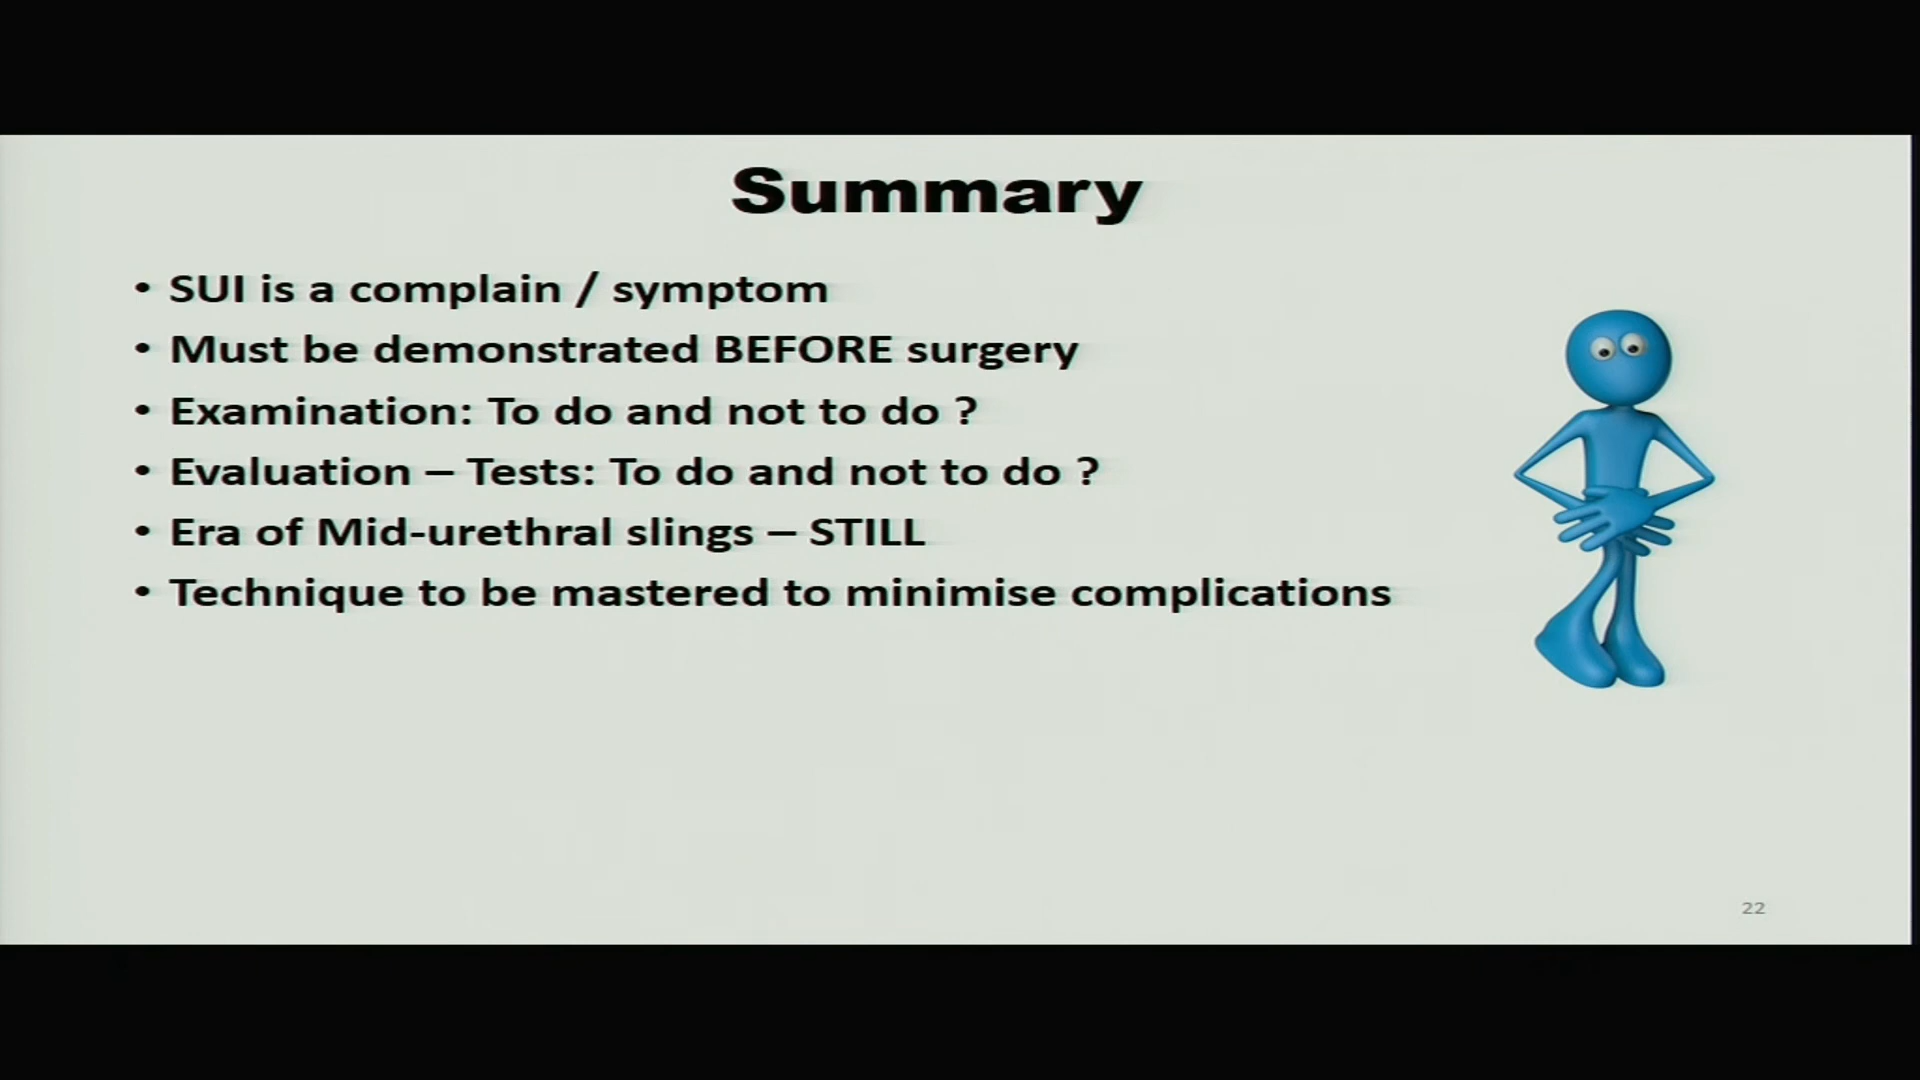 Summary
• SUI is a complain / symptom
• Must be demonstrated BEFORE surgery
• Examination: To do and not to do ?
• Evaluation – Tests: To do and not to do ?
• Era of Mid-urethral slings – STILL
• Technique to be mastered to minimise complications
22